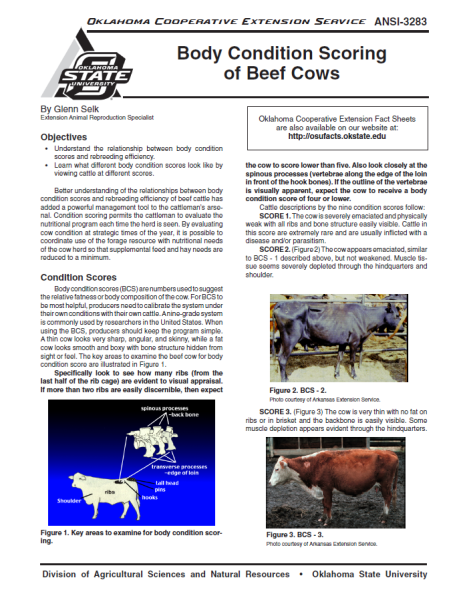 OKLAHOMA COOPERATIVE EXTENSION SERVICE ANSI-3283
OKLAHOMA
STATE
UNIVERSITY
Body Condition Scoring
of Beef Cows
By Glenn Selk
Extension Animal Reproduction Specialist
Objectives
• Understand the relationship between body condition
scores and rebreeding efficiency.
• Learn what different body condition scores look like by
viewing cattle at different scores.
Better understanding of the relationships between body
condition scores and rebreeding efficiency of beef cattle has
added a powerful management tool to the cattleman's arse-
nal. Condition scoring permits the cattleman to evaluate the
nutritional program each time the herd is seen. By evaluating
cow condition at strategic times of the year, it is possible to
coordinate use of the forage resource with nutritional needs
of the cow herd so that supplemental feed and hay needs are
reduced to a minimum.
Condition Scores
Body condition scores (BCS) are numbers used to suggest
the relative fatness or body composition of the cow. For BCS to
be most helpful, producers need to calibrate the system under
their own conditions with their own cattle. A nine-grade system
is commonly used by researchers in the United States. When
using the BCS, producers should keep the program simple.
A thin cow looks very sharp, angular, and skinny, while a fat
cow looks smooth and boxy with bone structure hidden from
sight or feel. The key areas to examine the beef cow for body
condition score are illustrated in Figure 1.
Specifically look to see how many ribs (from the
last half of the rib cage) are evident to visual appraisal.
If more than two ribs are easily discernible, then expect
spinous processes
-back bone
transverse processes
-edge of loin
tail head
pins
hooks
ribs
Shoulder
Figure 1. Key areas to examine for body condition scor-
ing.
Oklahoma Cooperative Extension Fact Sheets
are also available on our website at:
http://osufacts.okstate.edu
the cow to score lower than five. Also look closely at the
spinous processes (vertebrae along the edge of the loin
in front of the hook bones). If the outline of the vertebrae
is visually apparent, expect the cow to receive a body
condition score of four or lower.
Cattle descriptions by the nine condition scores follow:
SCORE 1. The cow is severely emaciated and physically
weak with all ribs and bone structure easily visible. Cattle in
this score are extremely rare and are usually inflicted with a
disease and/or parasitism.
SCORE 2. (Figure 2) The cow appears emaciated, similar
to BCS - 1 described above, but not weakened. Muscle tis-
sue seems severely depleted through the hindquarters and
shoulder.
Figure 2. BCS - 2.
Photo courtesy of Arkansas Extension Service.
SCORE 3. (Figure 3) The cow is very thin with no fat on
ribs or in brisket and the backbone is easily visible. Some
muscle depletion appears evident through the hindquarters.
Figure 3. BCS - 3.
Photo courtesy of Arkansas Extension Service.
Division of Agricultural Sciences and Natural Resources • Oklahoma State University